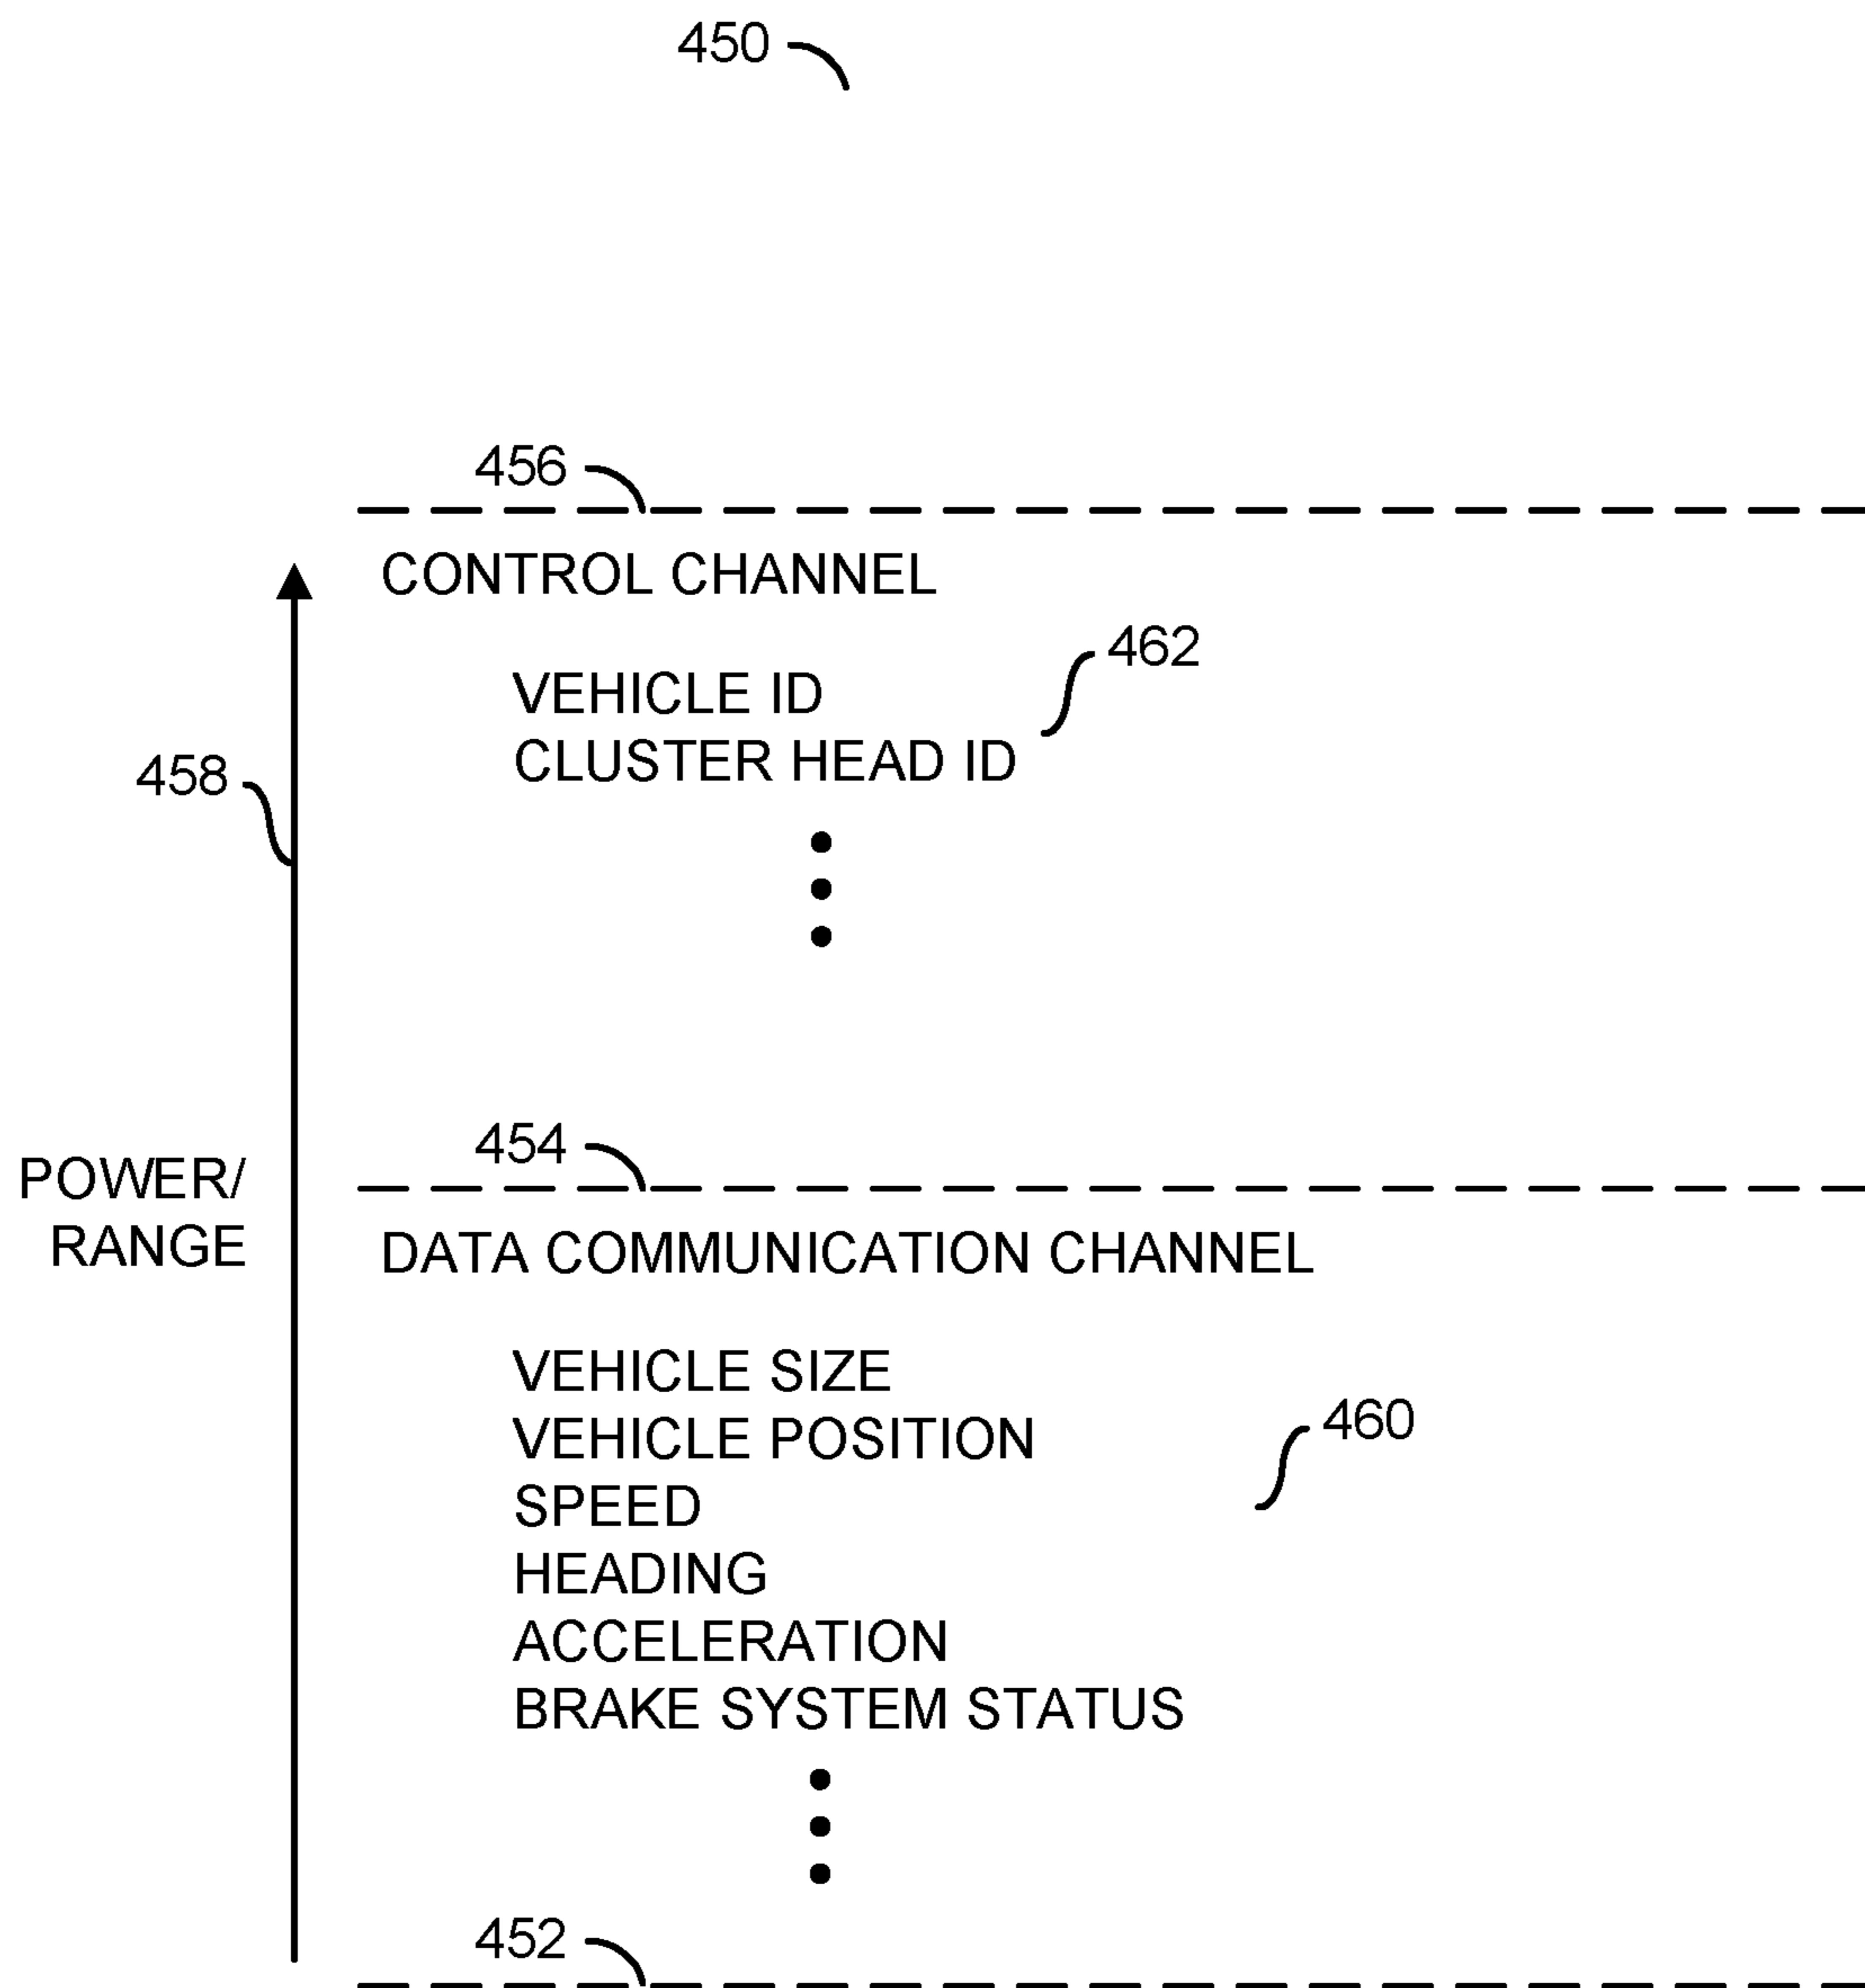 450
456
CONTROL CHANNEL
462
VEHICLE ID
CLUSTER HEAD ID
458
454
POWER/
RANGE
DATA COMMUNICATION CHANNEL
VEHICLE SIZE
VEHICLE POSITION
460
SPEED
HEADING
ACCELERATION
BRAKE SYSTEM STATUS
452